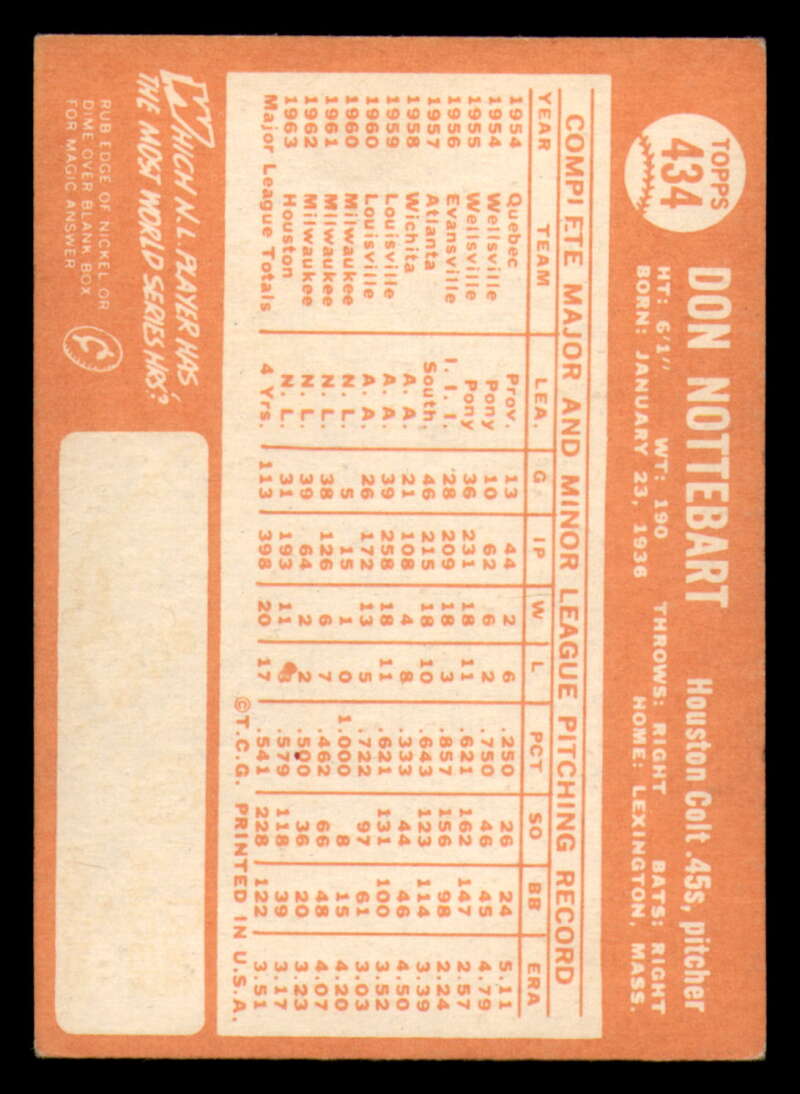 TOPPS
434
DON NOTTEBART Houston Colt .45s, pitcher
HT: 6'1" WT: 190 THROWS: RIGHT BATS: RIGHT
BORN: JANUARY 23, 1936 HOME: LEXINGTON, MASS.
COMPLETE MAJOR AND MINOR LEAGUE PITCHING RECORD
YEAR TEAM LEA. G IP W L PCT SO BB ERA
1954 Quebec Prov. 13 44 2 6 .250 26 24 5.11
1954 Wellsville Pony 10 62 6 2 .750 46 45 4.79
1955 Wellsville Pony 36 231 18 11 .621 162 147 2.57
1956 Evansville I. I. I. 28 209 18 3 .857 156 98 2.24
1957 Atlanta South. 46 215 18 10 .643 123 114 3.39
1958 Wichita A. A. 21 108 4 8 .333 44 46 4.50
1959 Louisville A. A. 39 258 18 11 .621 131 100 3.52
1960 Louisville A. A. 26 172 13 5 .722 97 61 3.03
1960 Milwaukee N. L. 5 15 1 0 1.000 8 15 4.20
1961 Milwaukee N. L. 38 126 6 7 .462 66 48 4.07
1962 Milwaukee N. L. 39 64 2 2 .500 36 20 3.23
1963 Houston N. L. 31 193 11 8 .579 118 39 3.17
Major League Totals 4 Yrs. 113 398 20 17 .541 228 122 3.51
©T.C.G. PRINTED IN U.S.A.
WHICH N.L. PLAYER HAS
THE MOST WORLD SERIES HRS?
RUB EDGE OF NICKEL OR
DIME OVER BLANK BOX
FOR MAGIC ANSWER